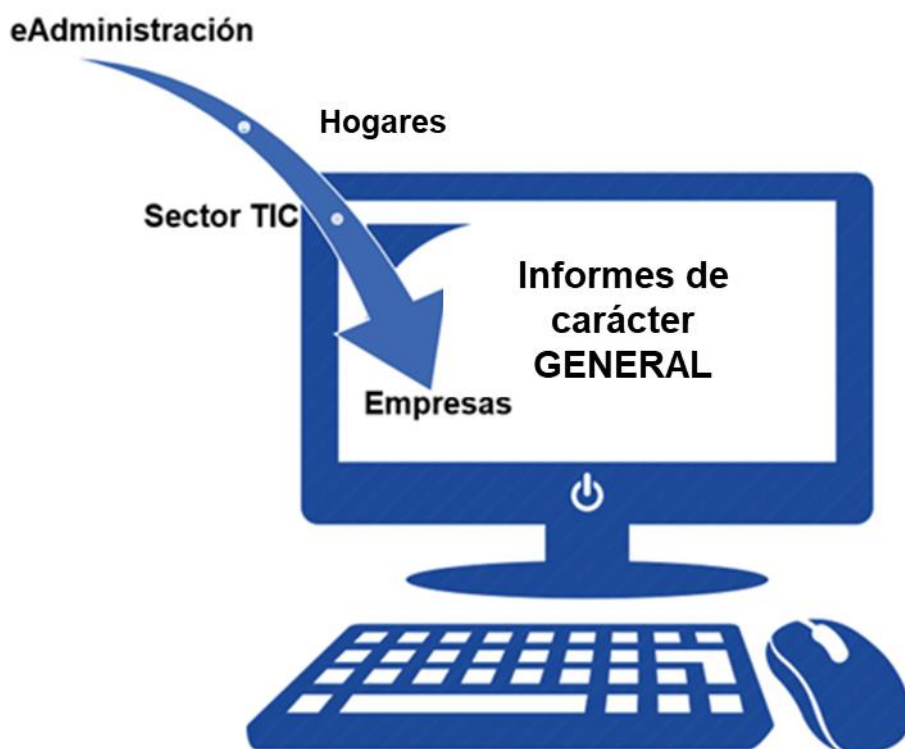 eAdministración
Hogares
Sector TIC
Informes de
carácter
GENERAL
Empresas